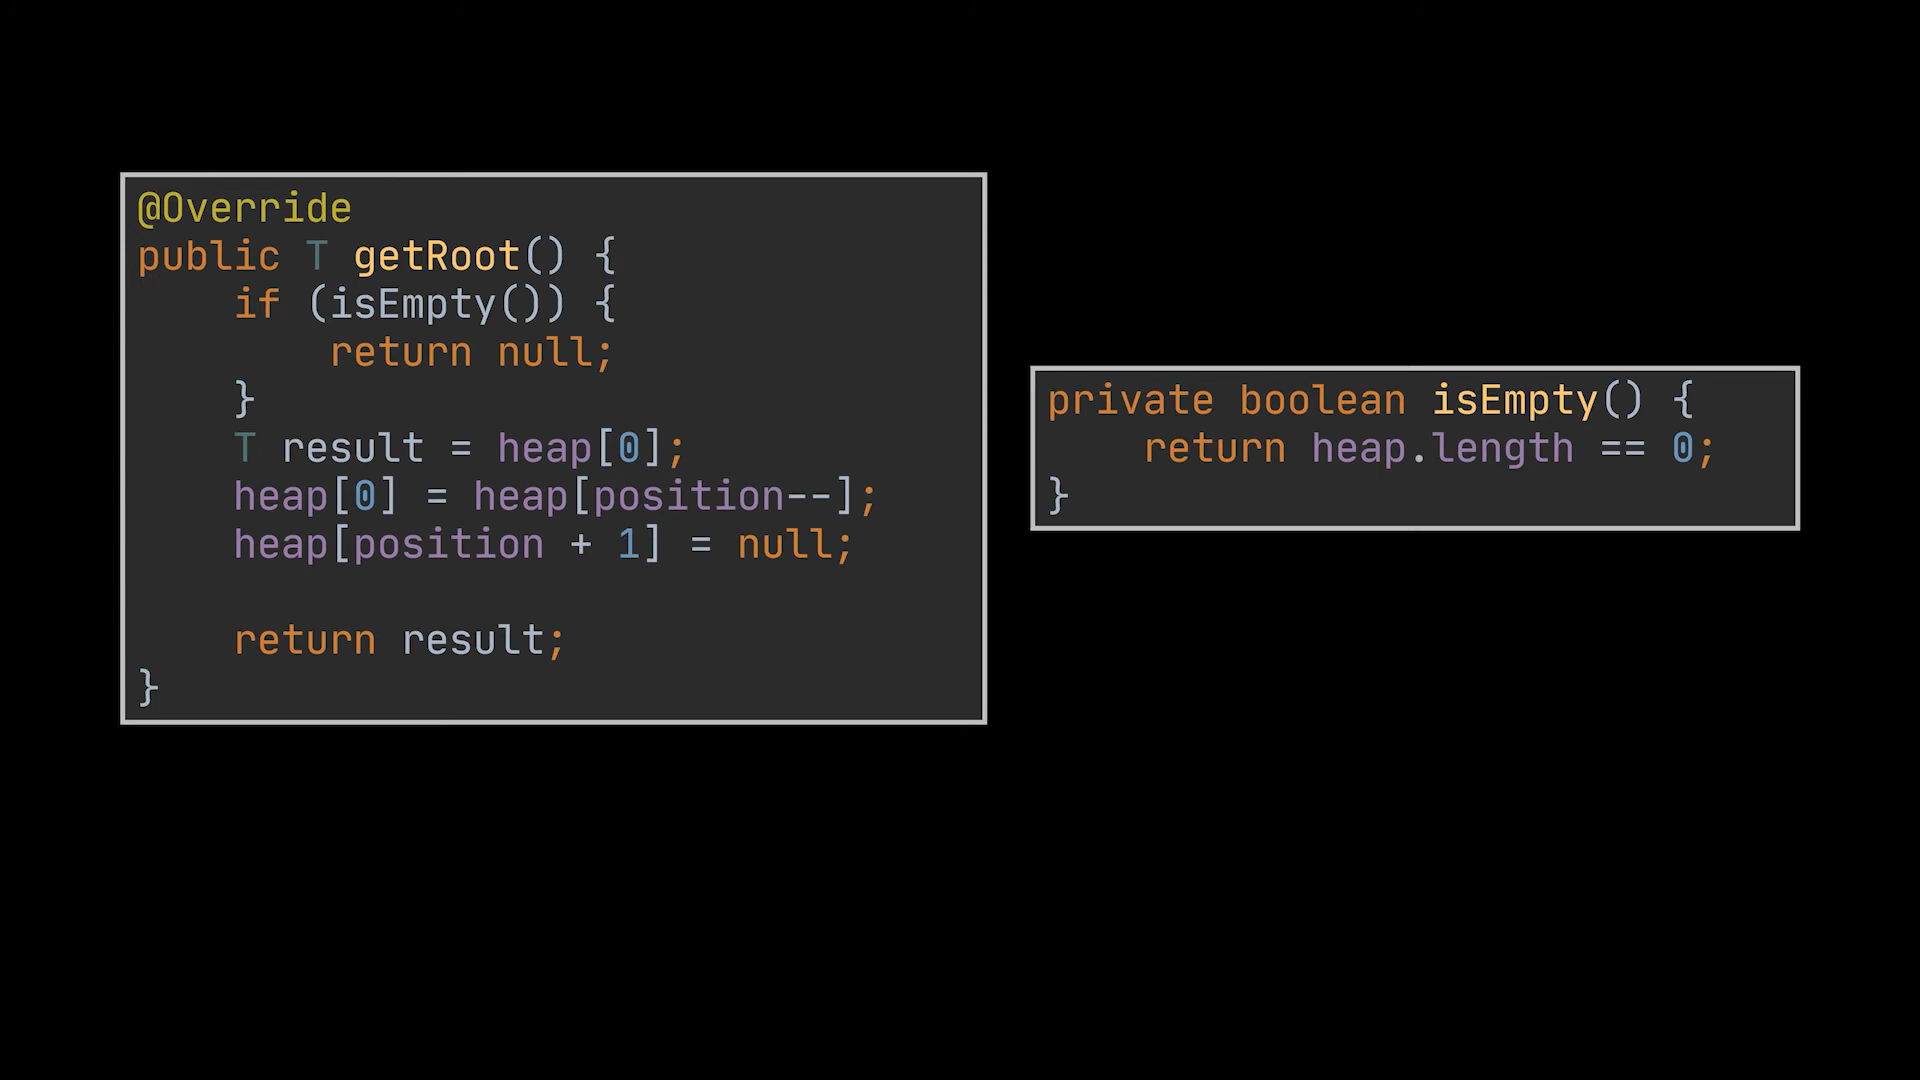 @Override
public T getRoot() {
    if (isEmpty()) {
        return null;
    }
    T result = heap[0];
    heap[0] = heap[position--];
    heap[position + 1] = null;

    return result;
}
private boolean isEmpty() {
    return heap.length == 0;
}